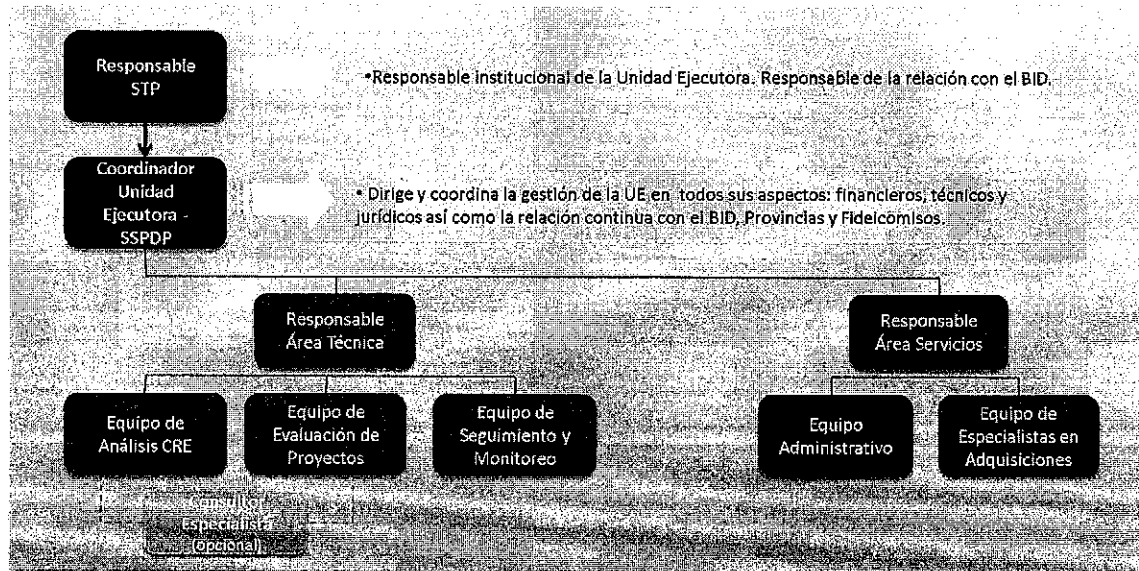 Responsable
STP
•Responsable institucional de la Unidad Ejecutora. Responsable de la relación con el BID.
Coordinador
Unidad
Ejecutora -
SSPDP
• Dirige y coordina la gestión de la UE en todos sus aspectos: financieros, técnicos y
jurídicos así como la relación continua con el BID, Provincias y Fideicomisos.
Responsable
Área Técnica
Responsable
Área Servicios
Equipo de
Análisis CRE
Equipo de
Evaluación de
Proyectos
Equipo de
Seguimiento y
Monitoreo
Equipo
Administrativo
Equipo de
Especialistas en
Adquisiciones
Consultor
Especialista
(opcional)